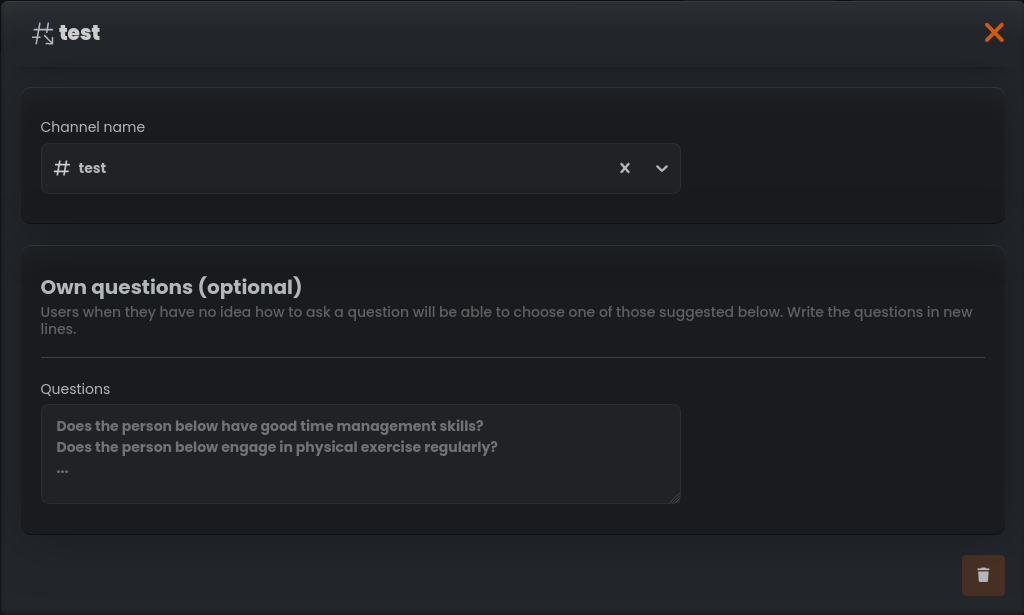 test
Channel name
# test
Own questions (optional)
Users when they have no idea how to ask a question will be able to choose one of those suggested below. Write the questions in new
lines.
Questions
Does the person below have good time management skills?
Does the person below engage in physical exercise regularly?
...